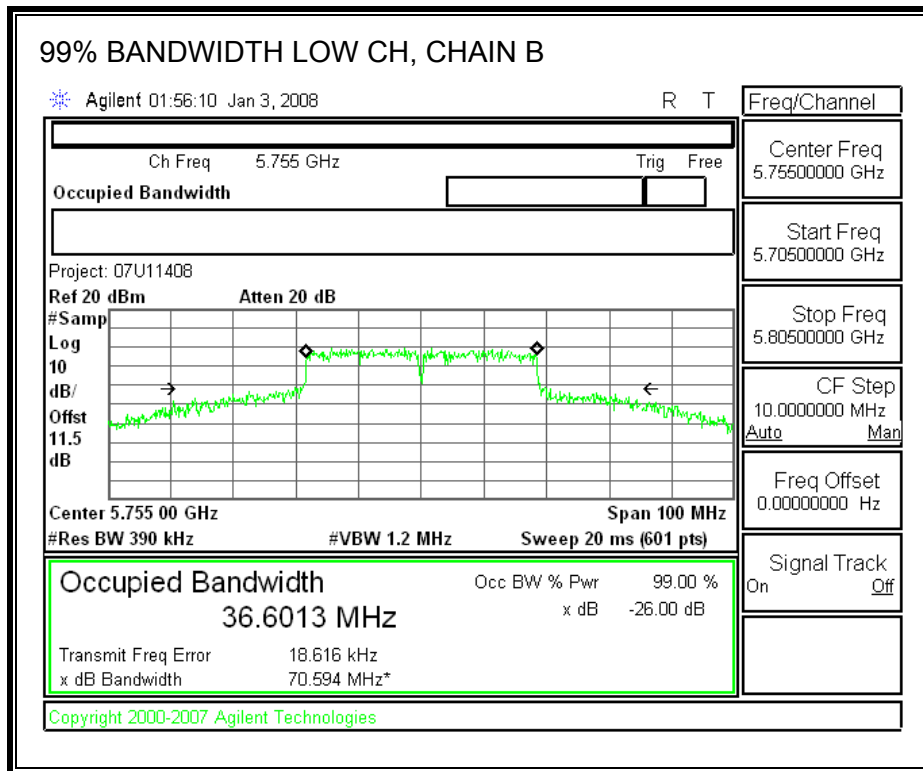 99% BANDWIDTH LOW CH, CHAIN B
Agilent 01:56:10 Jan 3, 2008 R T
Freq/Channel
Ch Freq 5.755 GHz Trig Free
Occupied Bandwidth
Center Freq
5.75500000 GHz
Start Freq
5.70500000 GHz
Stop Freq
5.80500000 GHz
CF Step
10.0000000 MHz
Auto Man
Freq Offset
0.00000000 Hz
Signal Track
On Off
Project: 07U11408
Ref 20 dBm Atten 20 dB
#Samp
Log
10
dB/
Offst
11.5
dB
Center 5.755 00 GHz Span 100 MHz
#Res BW 390 kHz #VBW 1.2 MHz Sweep 20 ms (601 pts)
Occupied Bandwidth
36.6013 MHz
Occ BW % Pwr 99.00 %
x dB -26.00 dB
Transmit Freq Error 18.616 kHz
x dB Bandwidth 70.594 MHz*
Copyright 2000-2007 Agilent Technologies